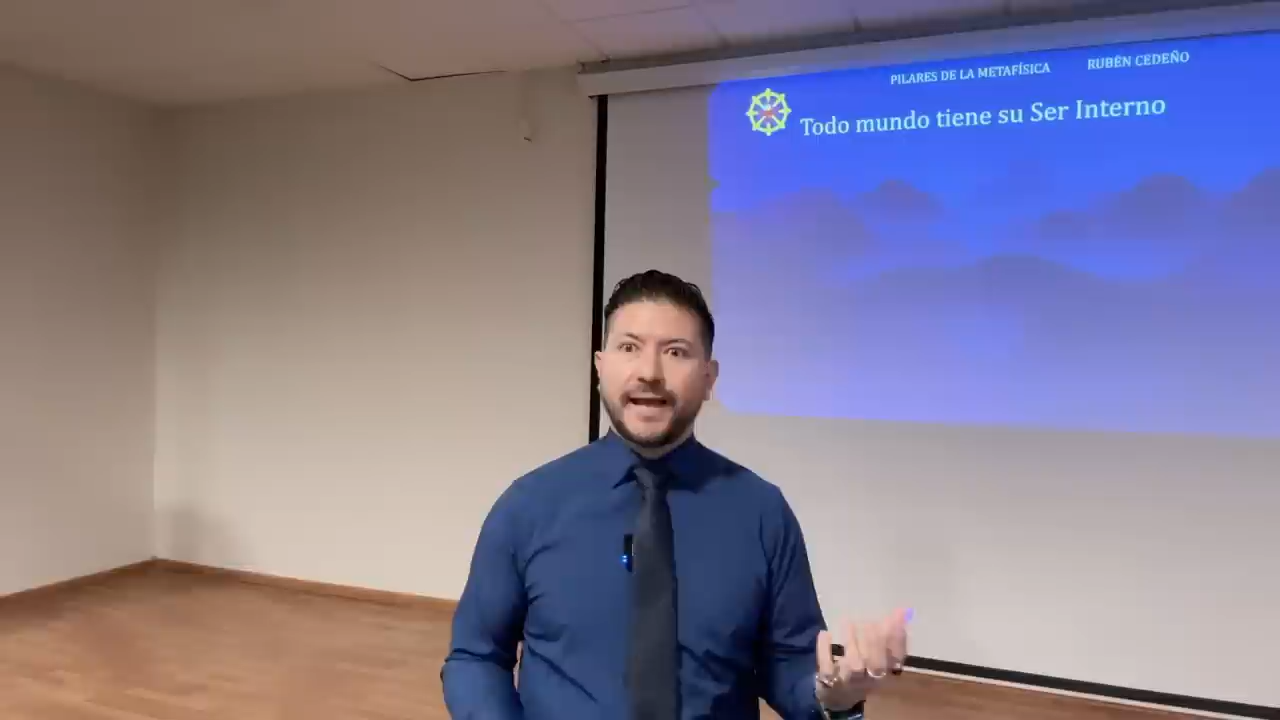 PILARES DE LA METAFÍSICA RUBÉN CEDEÑO
Todo mundo tiene su Ser Interno